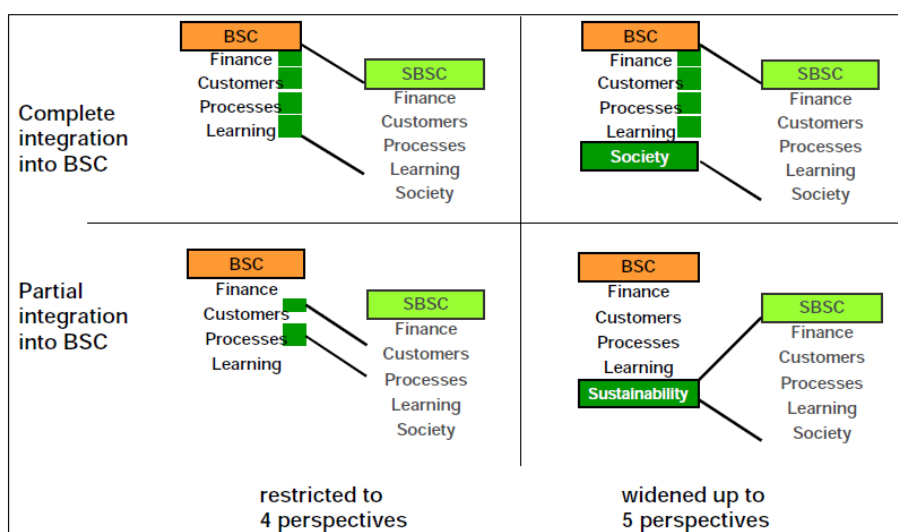 Complete
integration
into BSC
BSC
Finance
Customers
Processes
Learning
SBSC
Finance
Customers
Processes
Learning
Society
BSC
Finance
Customers
Processes
Learning
Society
SBSC
Finance
Customers
Processes
Learning
Society
Partial
integration
into BSC
BSC
Finance
Customers
Processes
Learning
SBSC
Finance
Customers
Processes
Learning
Society
BSC
Finance
Customers
Processes
Learning
Sustainability
SBSC
Finance
Customers
Processes
Learning
Society
restricted to
4 perspectives
widened up to
5 perspectives